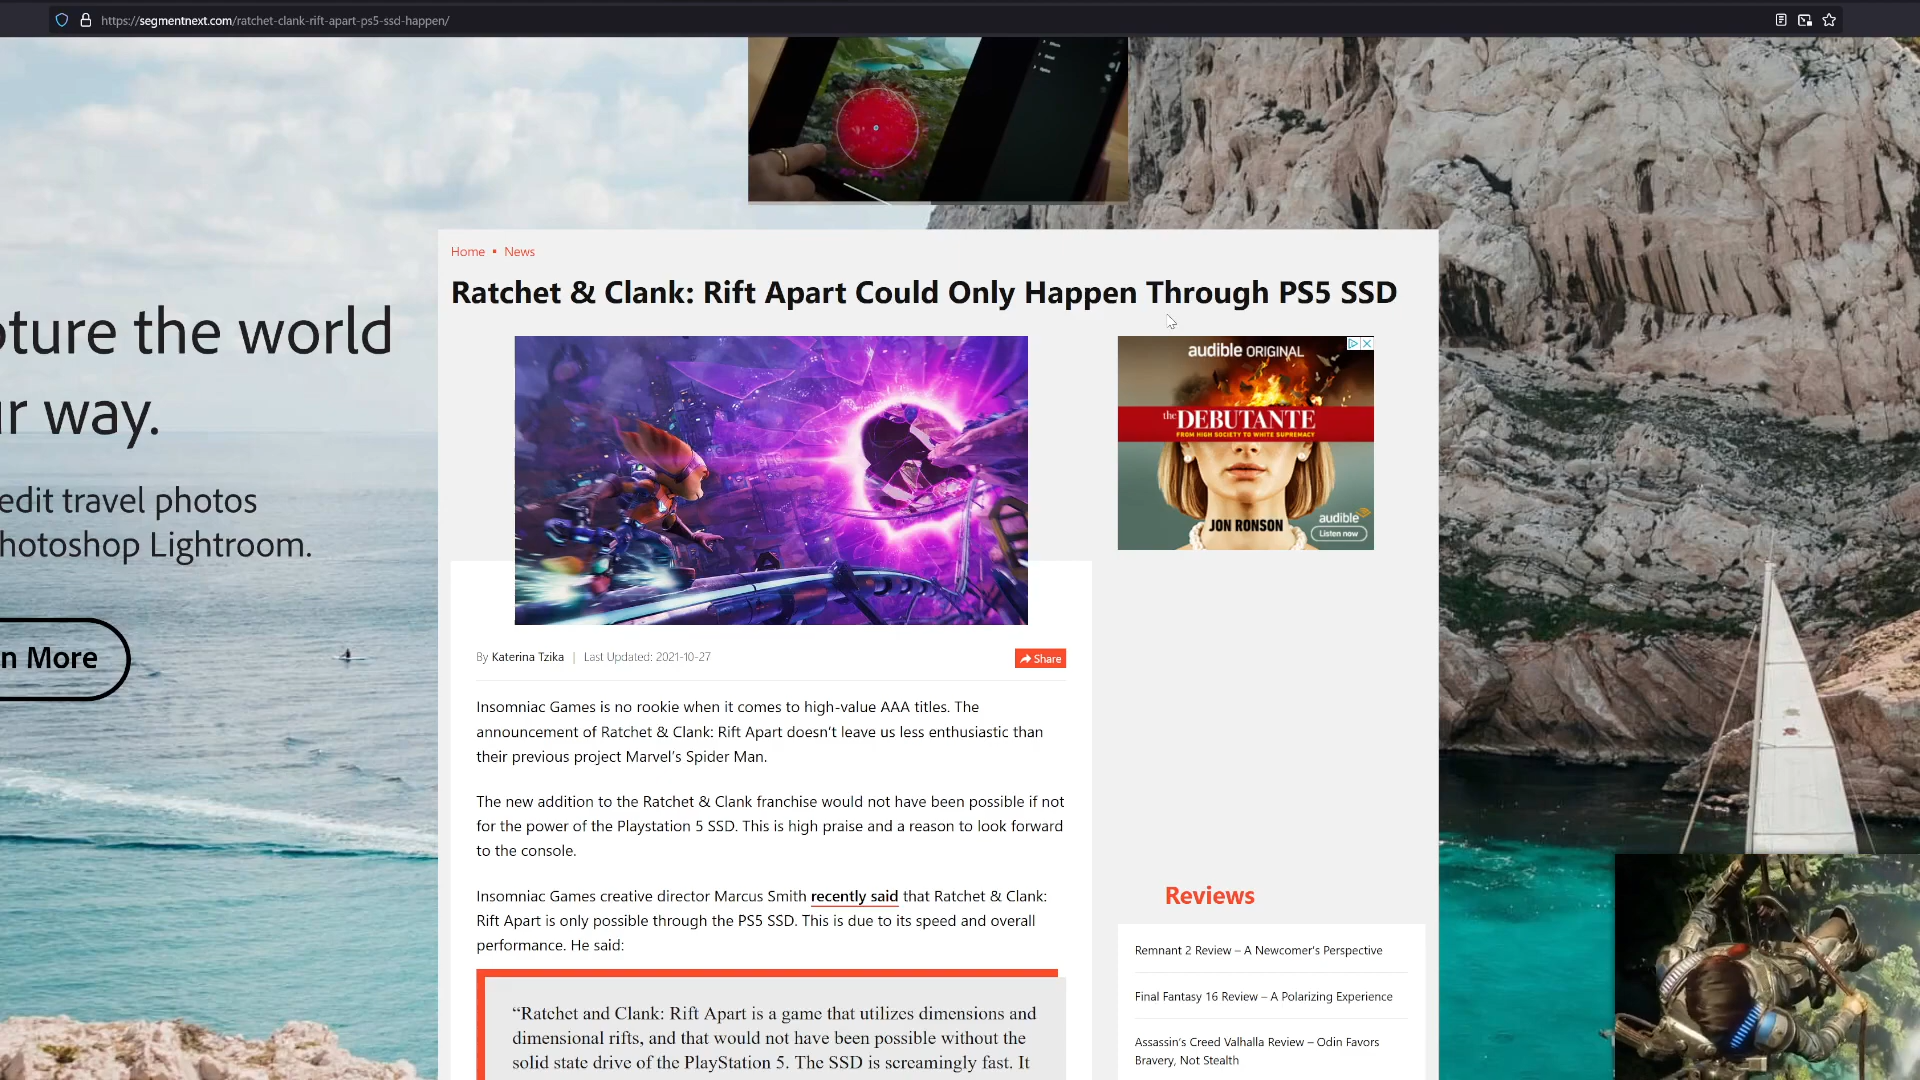 https://segmentnext.com/ratchet-clank-rift-apart-ps5-ssd-happen/
Home ▪ News
Ratchet & Clank: Rift Apart Could Only Happen Through PS5 SSD
pture the world
ur way.
edit travel photos
hotoshop Lightroom.
n More
audible ORIGINAL
the DEBUTANTE
FROM HIGH SOCIETY TO WHITE SUPREMACY
JON RONSON
audible
Listen now
By Katerina Tzika | Last Updated: 2021-10-27
Share
Insomniac Games is no rookie when it comes to high-value AAA titles. The
announcement of Ratchet & Clank: Rift Apart doesn’t leave us less enthusiastic than
their previous project Marvel’s Spider Man.
The new addition to the Ratchet & Clank franchise would not have been possible if not
for the power of the Playstation 5 SSD. This is high praise and a reason to look forward
to the console.
Insomniac Games creative director Marcus Smith recently said that Ratchet & Clank:
Rift Apart is only possible through the PS5 SSD. This is due to its speed and overall
performance. He said:
“Ratchet and Clank: Rift Apart is a game that utilizes dimensions and
dimensional rifts, and that would not have been possible without the
solid state drive of the PlayStation 5. The SSD is screamingly fast. It
Reviews
Remnant 2 Review – A Newcomer's Perspective
Final Fantasy 16 Review – A Polarizing Experience
Assassin’s Creed Valhalla Review – Odin Favors
Bravery, Not Stealth